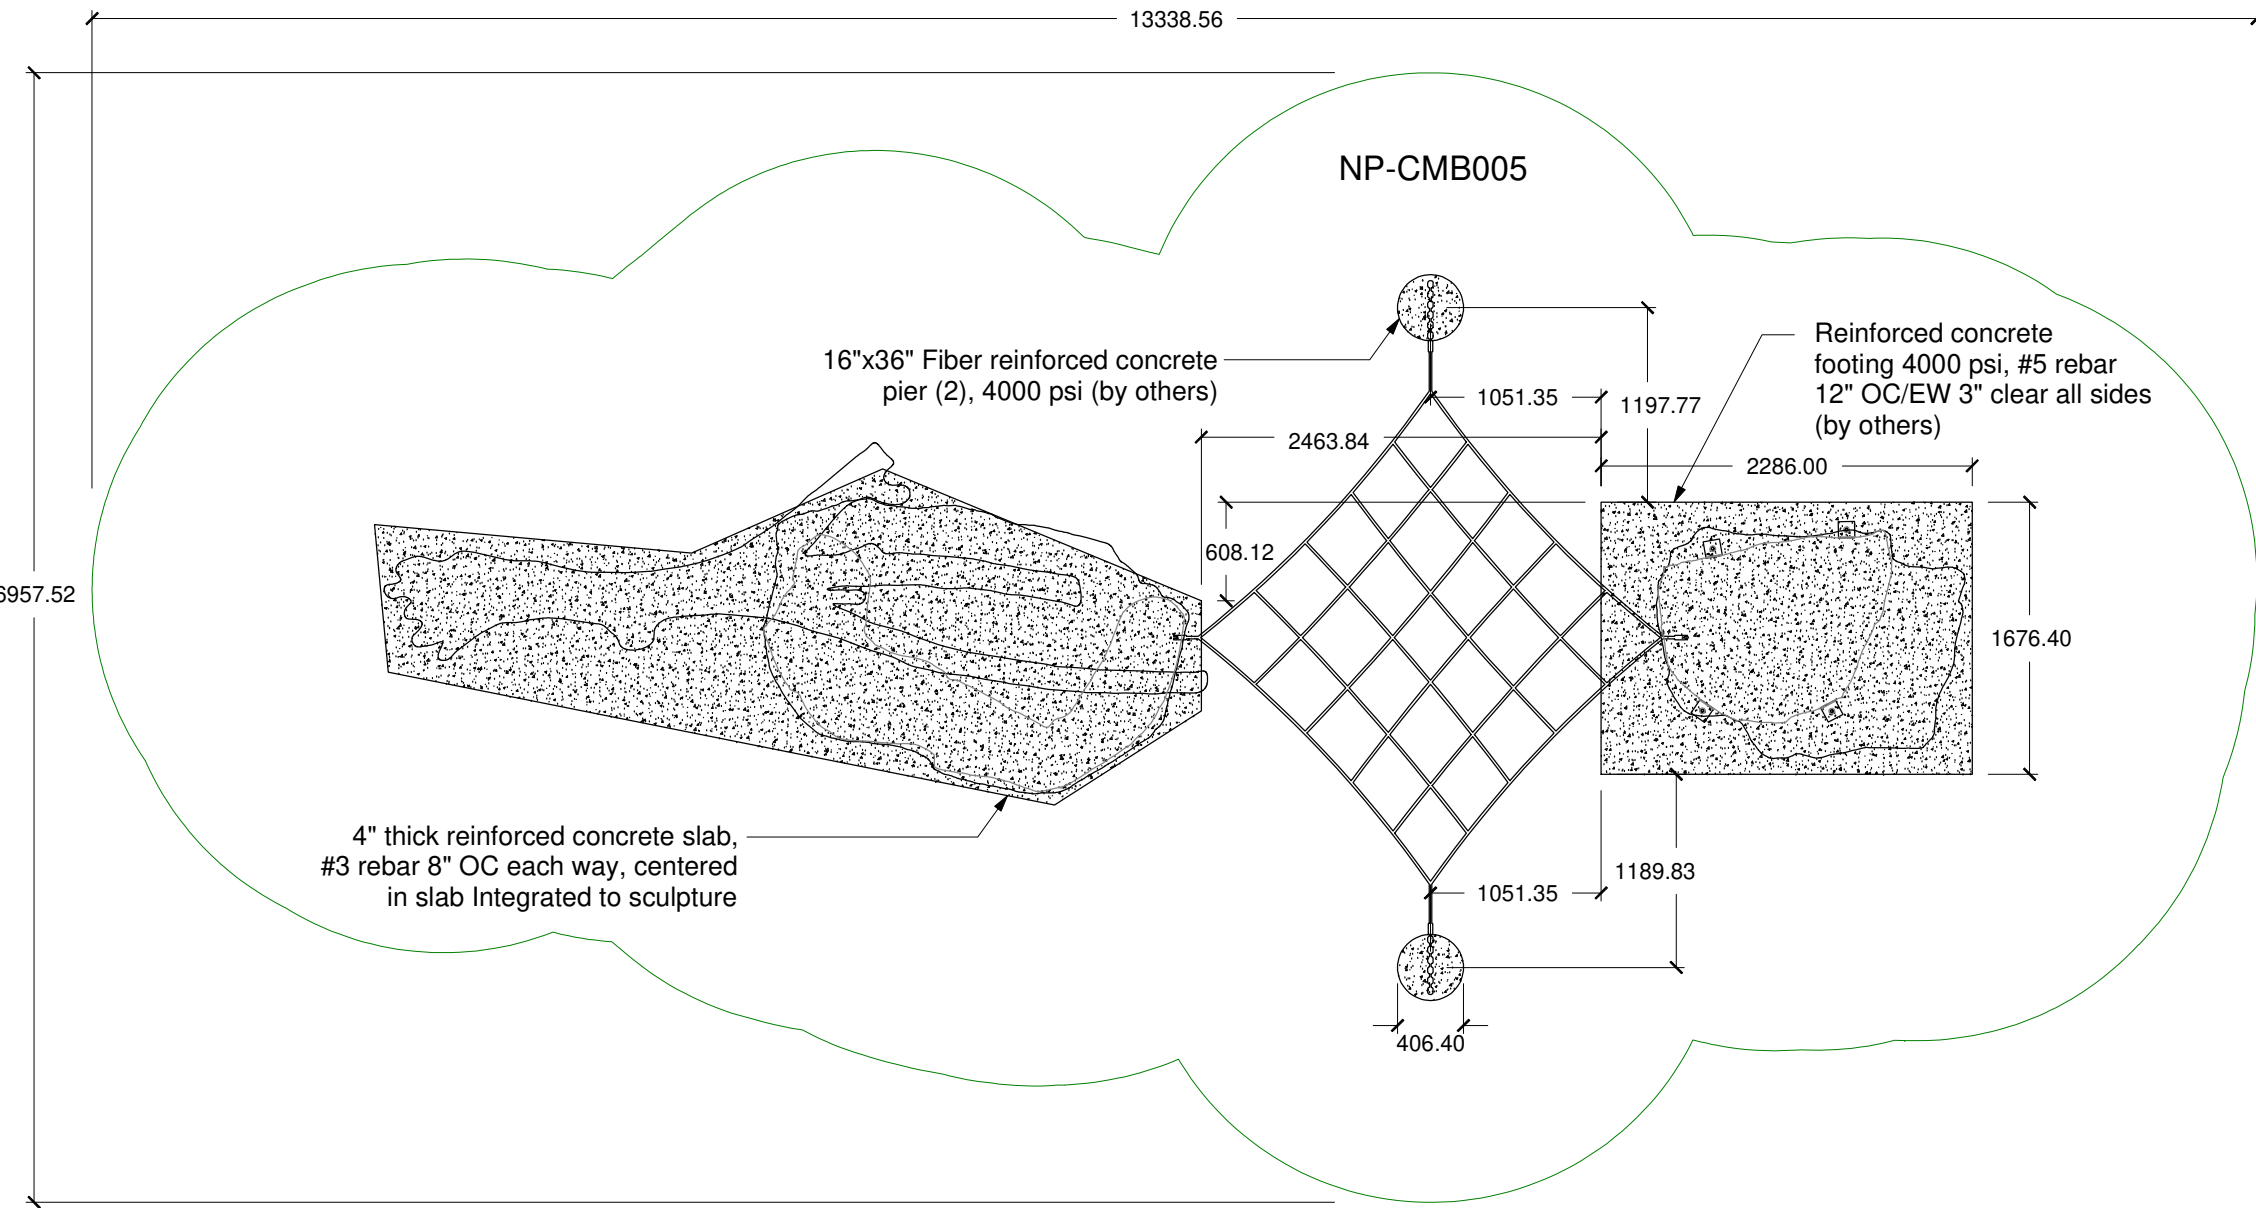 13338.56
NP-CMB005
16"x36" Fiber reinforced concrete
pier (2), 4000 psi (by others)
Reinforced concrete
footing 4000 psi, #5 rebar
12" OC/EW 3" clear all sides
(by others)
1051.35
1197.77
2463.84
2286.00
608.12
6957.52
1676.40
4" thick reinforced concrete slab,
#3 rebar 8" OC each way, centered
in slab Integrated to sculpture
1189.83
1051.35
406.40